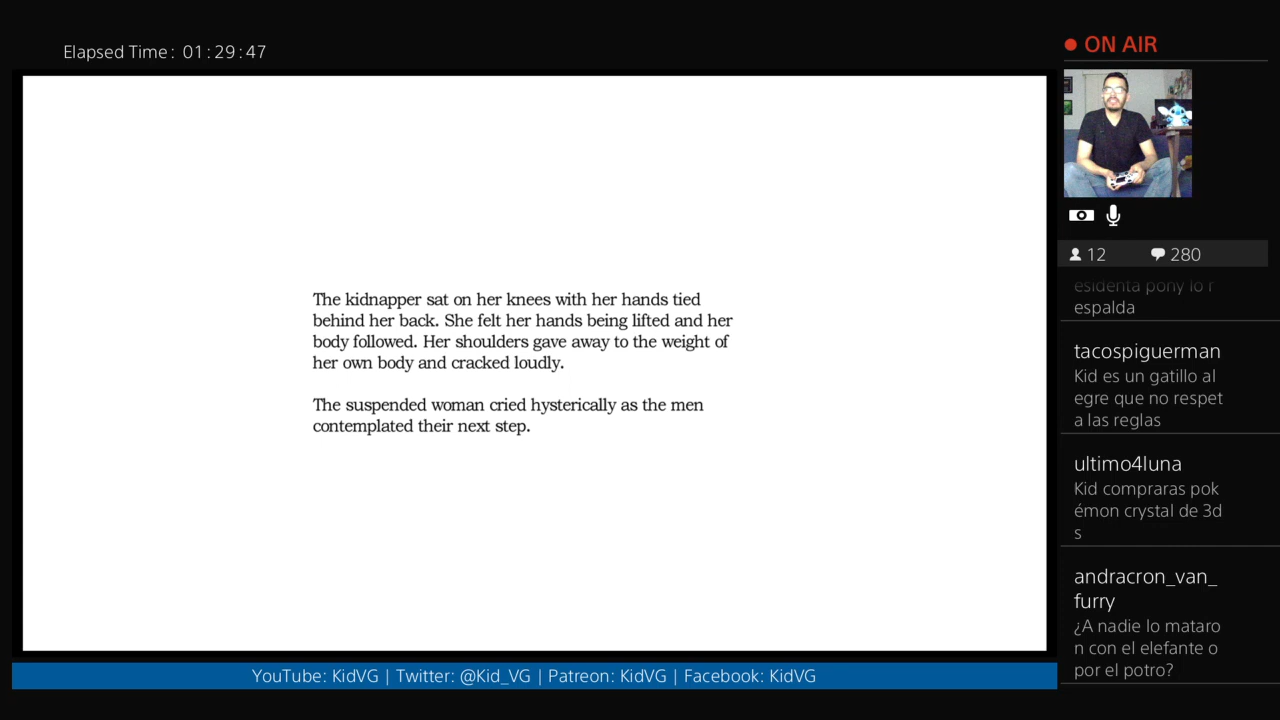 Elapsed Time: 01:29:47
ON AIR
12 280
The kidnapper sat on her knees with her hands tied
behind her back. She felt her hands being lifted and her
body followed. Her shoulders gave away to the weight of
her own body and cracked loudly.
The suspended woman cried hysterically as the men
contemplated their next step.
esidenta pony lo r
espalda
tacospiguerman
Kid es un gatillo al
egre que no respet
a las reglas
ultimo4luna
Kid compraras pok
émon crystal de 3d
s
andracron_van_
furry
¿A nadie lo mataro
n con el elefante o
por el potro?
YouTube: KidVG | Twitter: @Kid_VG | Patreon: KidVG | Facebook: KidVG